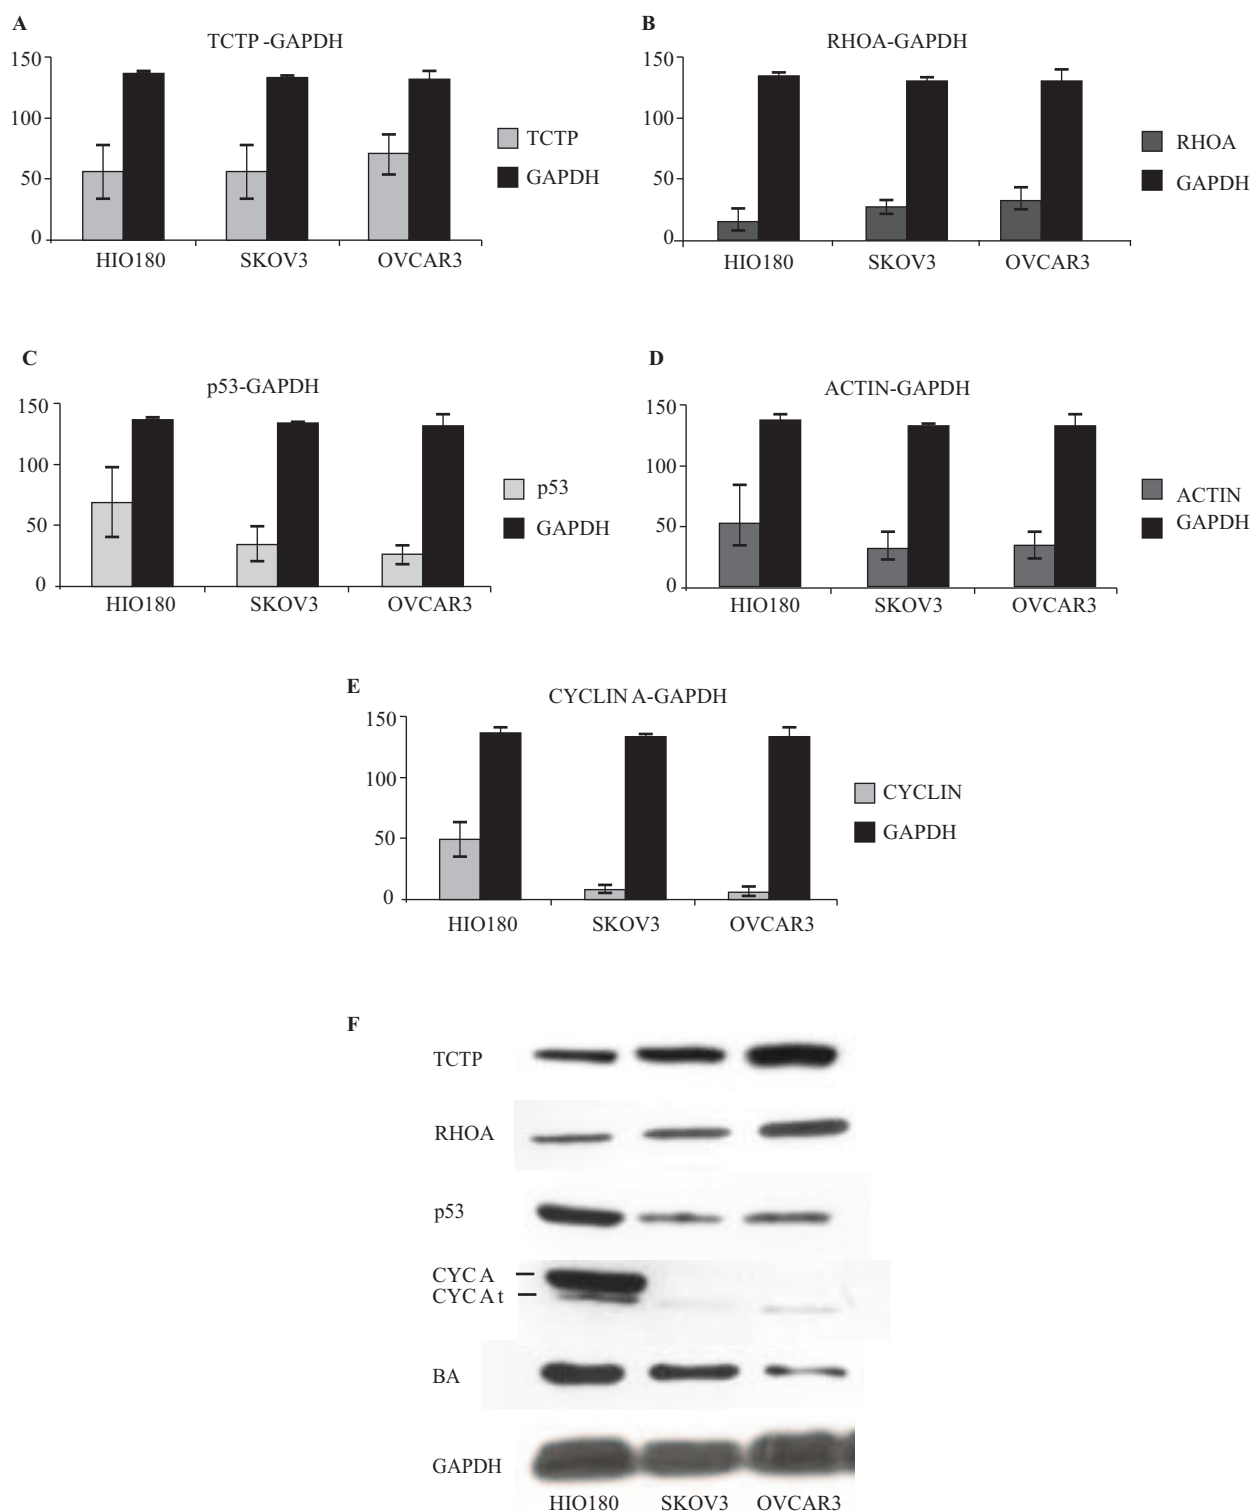 A
TCTP -GAPDH
150
100
50
0
HIO180 SKOV3 OVCAR3
TCTP
GAPDH
B
RHOA-GAPDH
150
100
50
0
HIO180 SKOV3 OVCAR3
RHOA
GAPDH
C
p53-GAPDH
150
100
50
0
HIO180 SKOV3 OVCAR3
p53
GAPDH
D
ACTIN-GAPDH
150
100
50
0
HIO180 SKOV3 OVCAR3
ACTIN
GAPDH
E
CYCLIN A-GAPDH
150
100
50
0
HIO180 SKOV3 OVCAR3
CYCLIN
GAPDH
F
TCTP
RHOA
p53
CYC A
CYC A t
BA
GAPDH
HIO180 SKOV3 OVCAR3